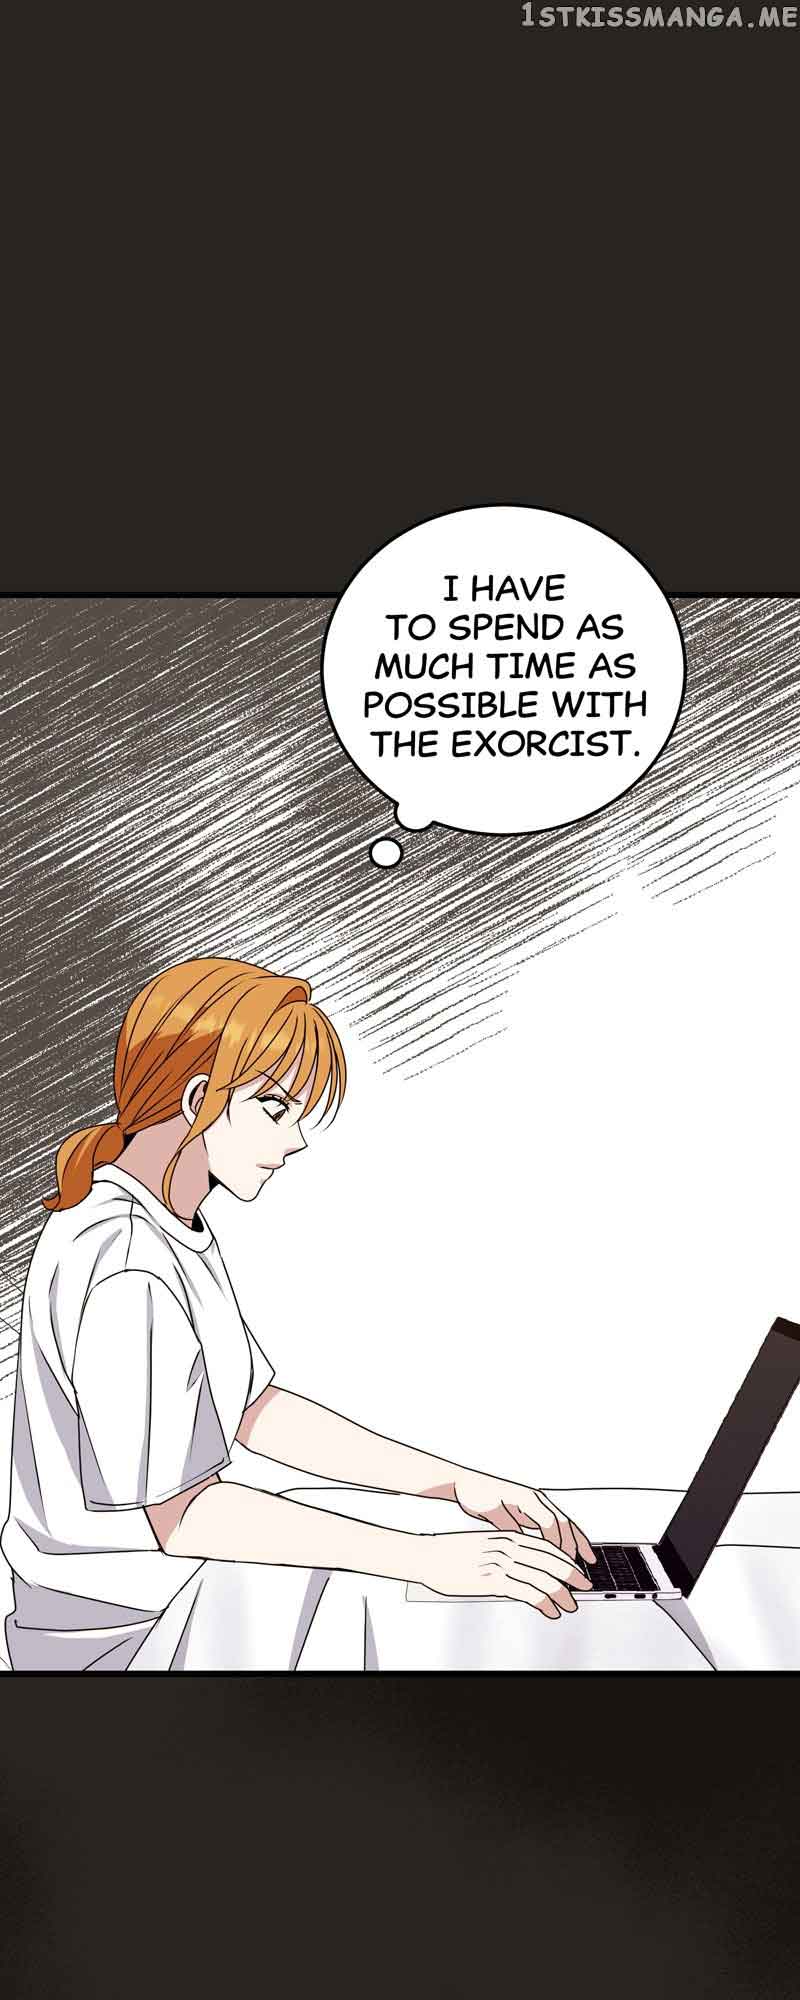 1STKISSMANGA.ME
I HAVE
TO SPEND AS
MUCH TIME AS
POSSIBLE WITH
THE EXORCIST.